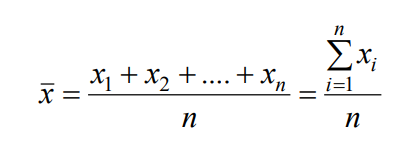 x̄ = (x₁ + x₂ + .... + xₙ) / n = (∑ᵢ₌₁ⁿ xᵢ) / n